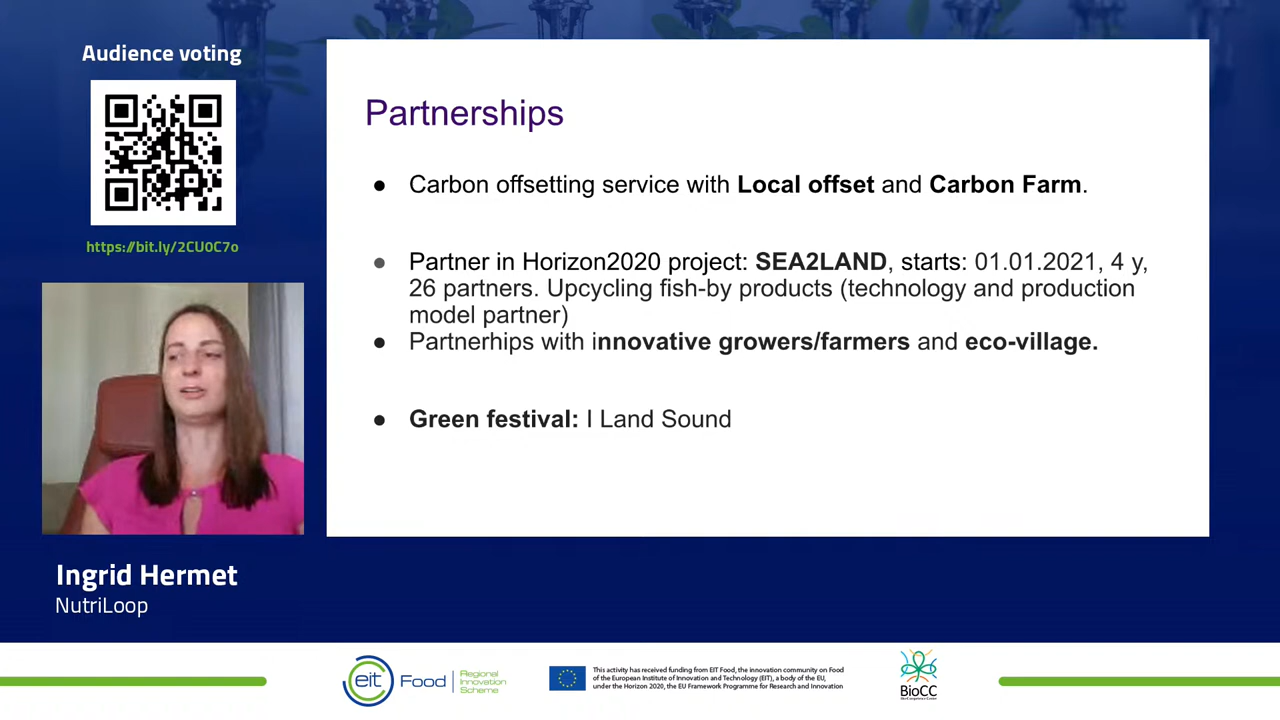 Audience voting
https://bit.ly/2CU0C7o
Partnerships
● Carbon offsetting service with Local offset and Carbon Farm.
● Partner in Horizon2020 project: SEA2LAND, starts: 01.01.2021, 4 y,
26 partners. Upcycling fish-by products (technology and production
model partner)
● Partnerhips with innovative growers/farmers and eco-village.
● Green festival: I Land Sound
Ingrid Hermet
NutriLoop
eit Food
Regional
Innovation
Scheme
This activity has received funding from EIT Food, the innovation community on Food
of the European Institute of Innovation and Technology (EIT), a body of the EU,
under the Horizon 2020, the EU Framework Programme for Research and Innovation
BioCC